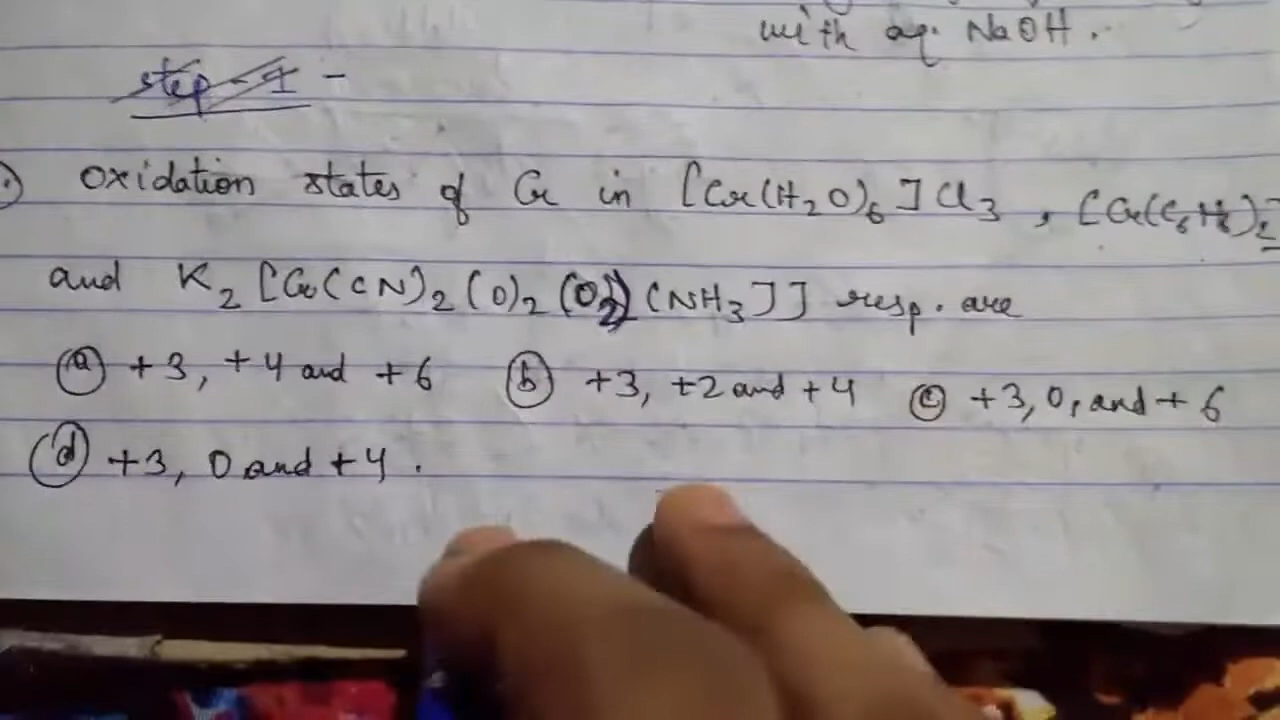 with aq. NaOH.
step-I -
oxidation states of Cr in [Cr(H₂O)₆]Cl₃, [Cr(C₆H₆)₂]
and K₂[Cr(CN)₂(O)₂(O₂)(NH₃)] resp. are
(a) +3, +4 and +6 (b) +3, +2 and +4 (c) +3, 0, and +6
(d) +3, 0 and +4.